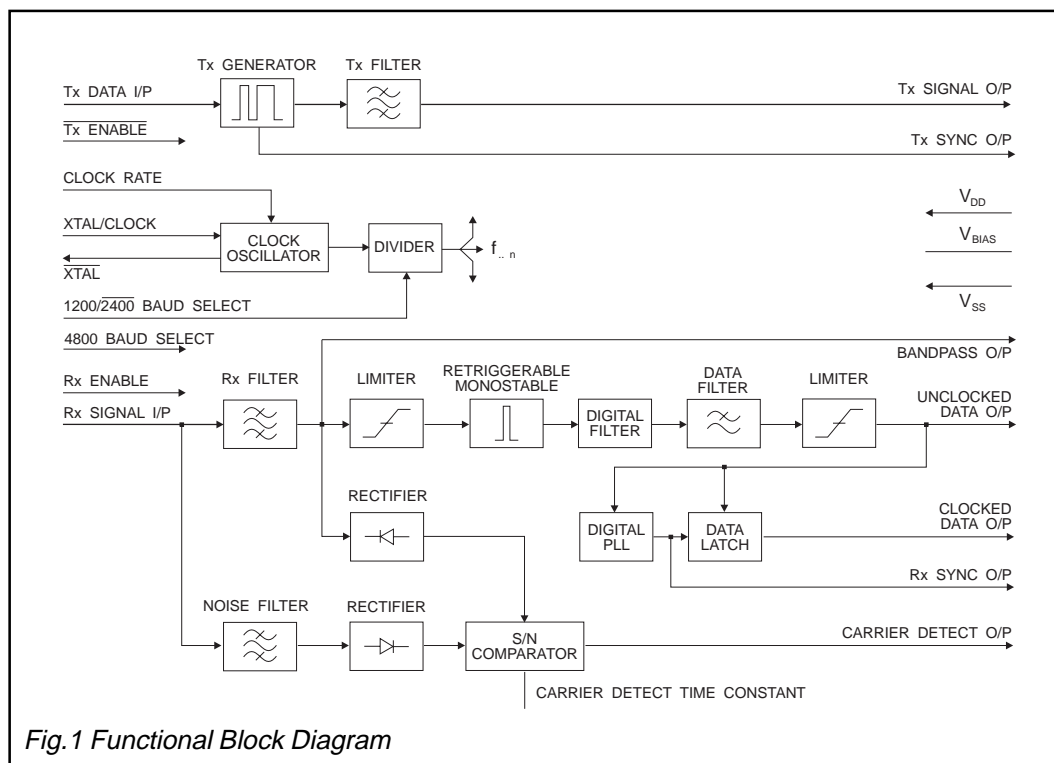 Tx GENERATOR
Tx FILTER
Tx DATA I/P
Tx SIGNAL O/P
Tx ENABLE
Tx SYNC O/P
CLOCK RATE
XTAL/CLOCK
CLOCK
OSCILLATOR
DIVIDER
f.. n
VDD
VBIAS
XTAL
VSS
1200/2400 BAUD SELECT
4800 BAUD SELECT
BANDPASS O/P
Rx ENABLE
Rx FILTER
LIMITER
RETRIGGERABLE
MONOSTABLE
DATA
FILTER
LIMITER
UNCLOCKED
DATA O/P
Rx SIGNAL I/P
DIGITAL
FILTER
RECTIFIER
DIGITAL
PLL
DATA
LATCH
CLOCKED
DATA O/P
Rx SYNC O/P
NOISE FILTER
RECTIFIER
S/N
COMPARATOR
CARRIER DETECT O/P
CARRIER DETECT TIME CONSTANT
Fig.1 Functional Block Diagram